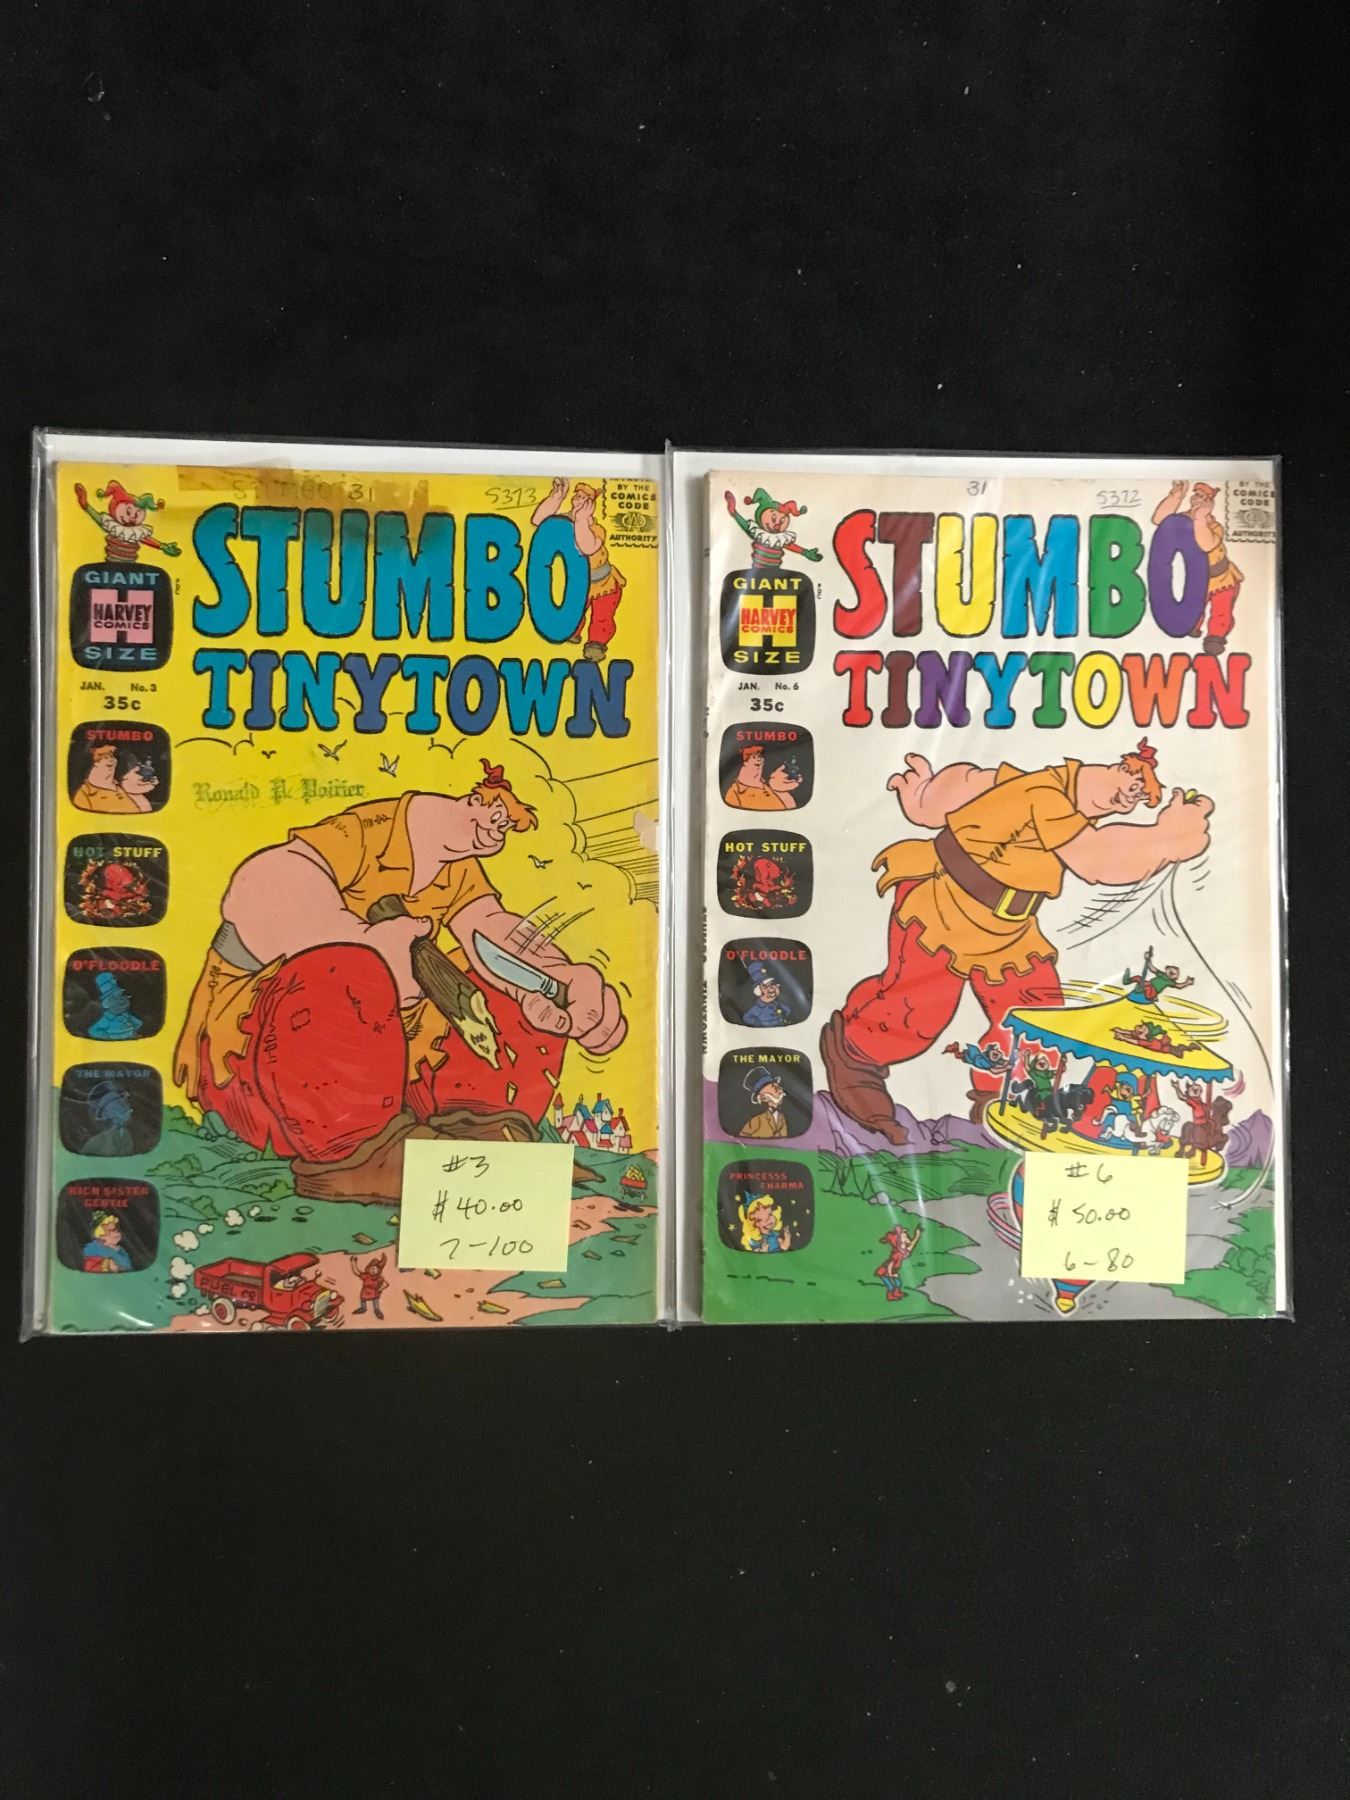 STUMBO 31
5373
BY THE
COMICS
CODE
AUTHORITY
STUMBO
TINYTOWN
GIANT
HARVEY
COMICS
SIZE
JAN. No.3
35c
STUMBO
HOT STUFF
O'FLOODLE
THE MAYOR
RICH SISTER
GERTIE
Ronald A. Poirier
FUEL CO
#3
$40.00
7-100
31
5372
BY THE
COMICS
CODE
AUTHORITY
STUMBO
TINYTOWN
GIANT
HARVEY
COMICS
SIZE
JAN. No.6
35c
STUMBO
HOT STUFF
O'FLOODLE
THE MAYOR
PRINCESSS
CHARMA
#6
$50.00
6-80